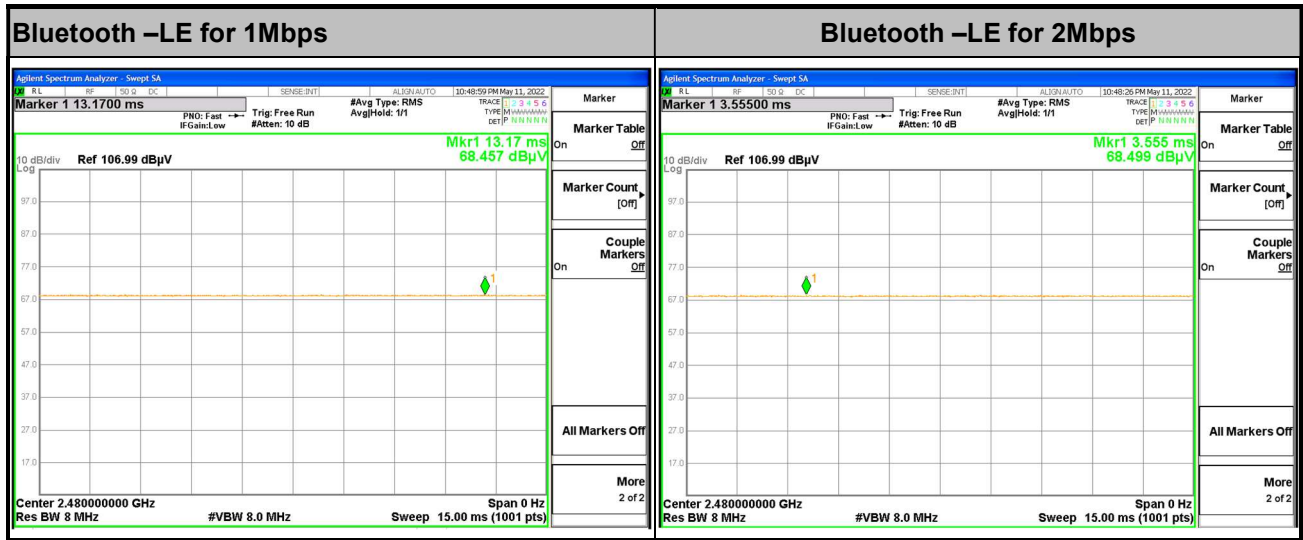 Bluetooth –LE for 1Mbps
Bluetooth –LE for 2Mbps
Agilent Spectrum Analyzer - Swept SA
RL RF 50 Ω DC SENSE:INT ALIGN AUTO 10:48:59 PM May 11, 2022
Marker 1 13.1700 ms
PNO: Fast
IFGain:Low
Trig: Free Run
#Atten: 10 dB
#Avg Type: RMS
Avg|Hold: 1/1
TRACE 1 2 3 4 5 6
TYPE M
DET P N N N N N
Mkr1 13.17 ms
68.457 dBµV
10 dB/div Ref 106.99 dBµV
Log
97.0
87.0
77.0
67.0
57.0
47.0
37.0
27.0
17.0
1
Center 2.480000000 GHz Span 0 Hz
Res BW 8 MHz #VBW 8.0 MHz Sweep 15.00 ms (1001 pts)
Marker
Marker Table
On Off
Marker Count
[Off]
Couple
Markers
On Off
All Markers Off
More
2 of 2
Agilent Spectrum Analyzer - Swept SA
RL RF 50 Ω DC SENSE:INT ALIGN AUTO 10:48:26 PM May 11, 2022
Marker 1 3.55500 ms
PNO: Fast
IFGain:Low
Trig: Free Run
#Atten: 10 dB
#Avg Type: RMS
Avg|Hold: 1/1
TRACE 1 2 3 4 5 6
TYPE M
DET P N N N N N
Mkr1 3.555 ms
68.499 dBµV
10 dB/div Ref 106.99 dBµV
Log
97.0
87.0
77.0
67.0
57.0
47.0
37.0
27.0
17.0
1
Center 2.480000000 GHz Span 0 Hz
Res BW 8 MHz #VBW 8.0 MHz Sweep 15.00 ms (1001 pts)
Marker
Marker Table
On Off
Marker Count
[Off]
Couple
Markers
On Off
All Markers Off
More
2 of 2